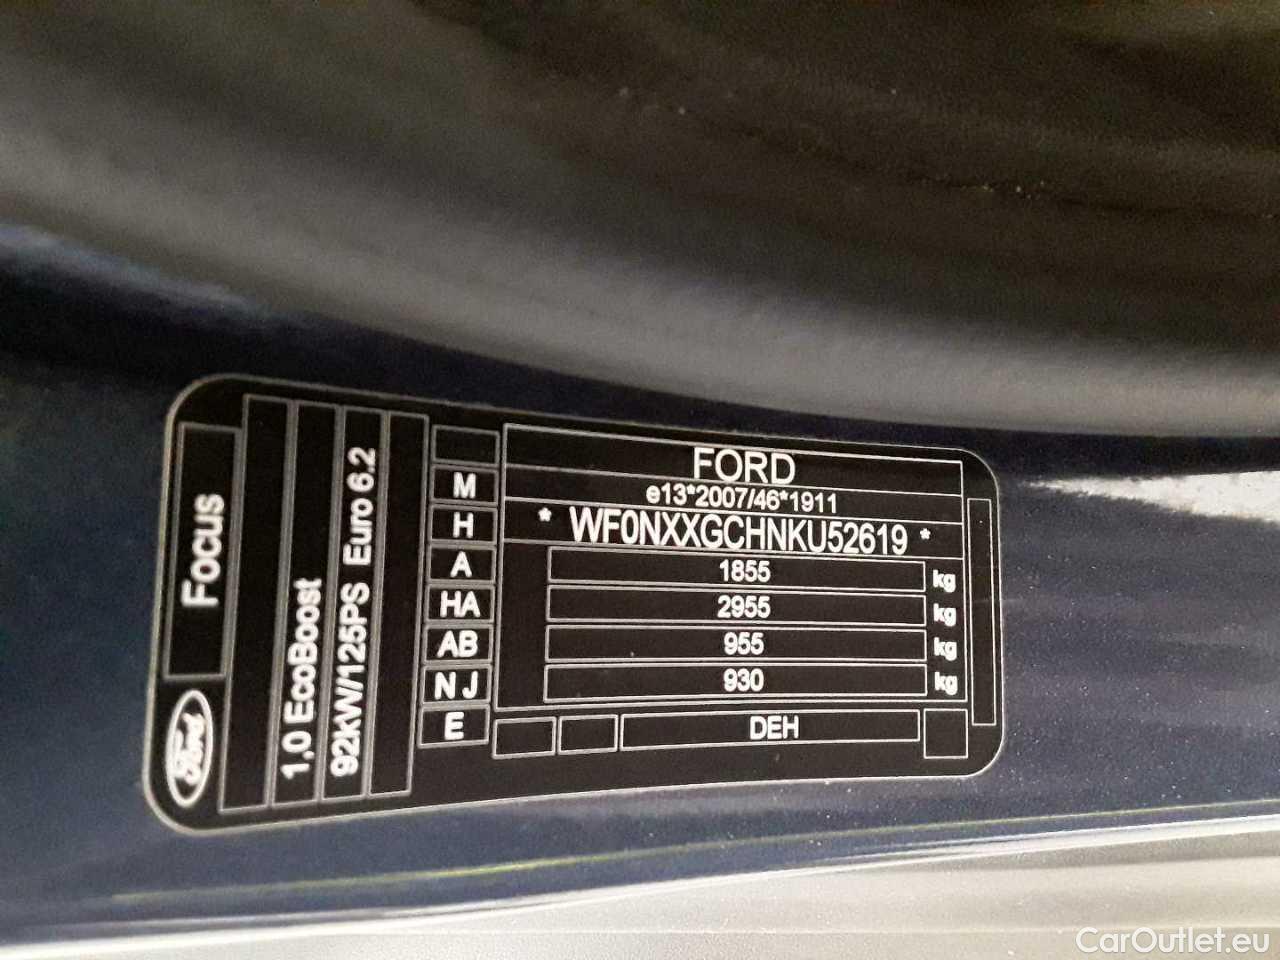 Ford
Focus
1,0 EcoBoost
92kW/125PS Euro 6.2
M
H
A
HA
AB
N J
E
FORD
e13*2007/46*1911
* WF0NXXGCHNKU52619 *
1855 kg
2955 kg
955 kg
930 kg
DEH
CarOutlet.eu